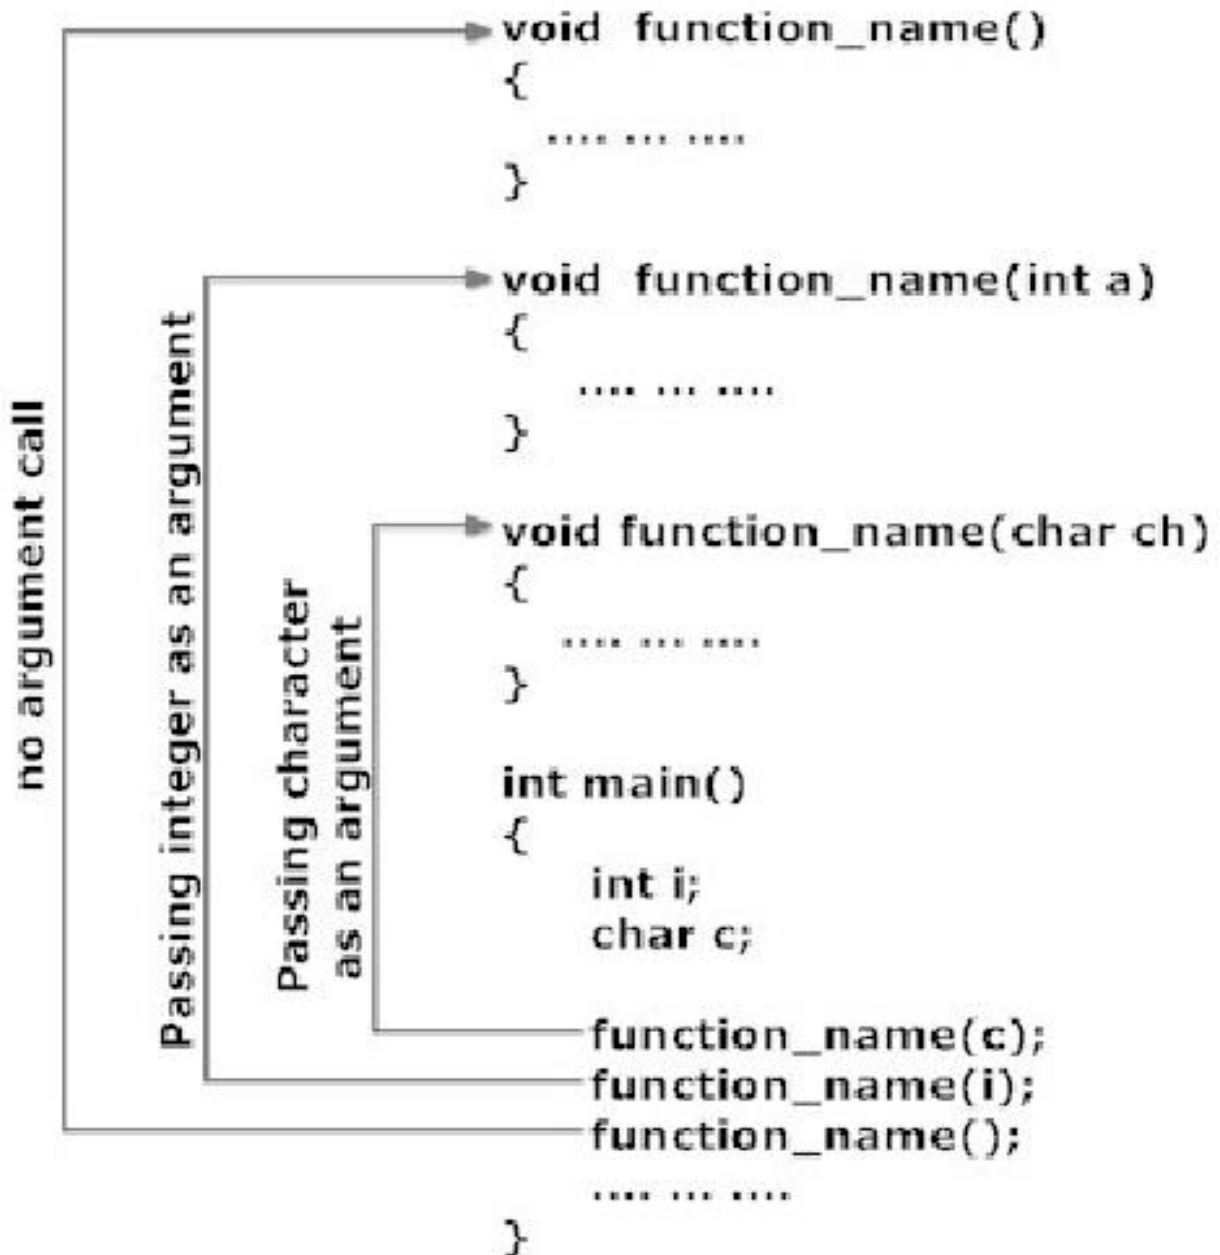 void function_name()
{
.... ... ....
}
void function_name(int a)
{
.... ... ....
}
void function_name(char ch)
{
.... ... ....
}
int main()
{
int i;
char c;
function_name(c);
function_name(i);
function_name();
.... ... ....
}
no argument call
Passing integer as an argument
Passing character
as an argument